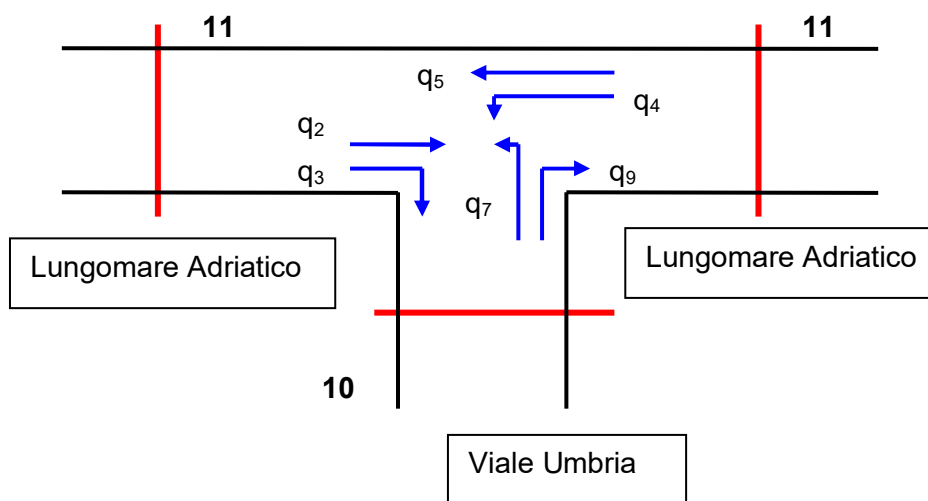 11
11
q5
q4
q2
q3
q7
q9
Lungomare Adriatico
Lungomare Adriatico
10
Viale Umbria